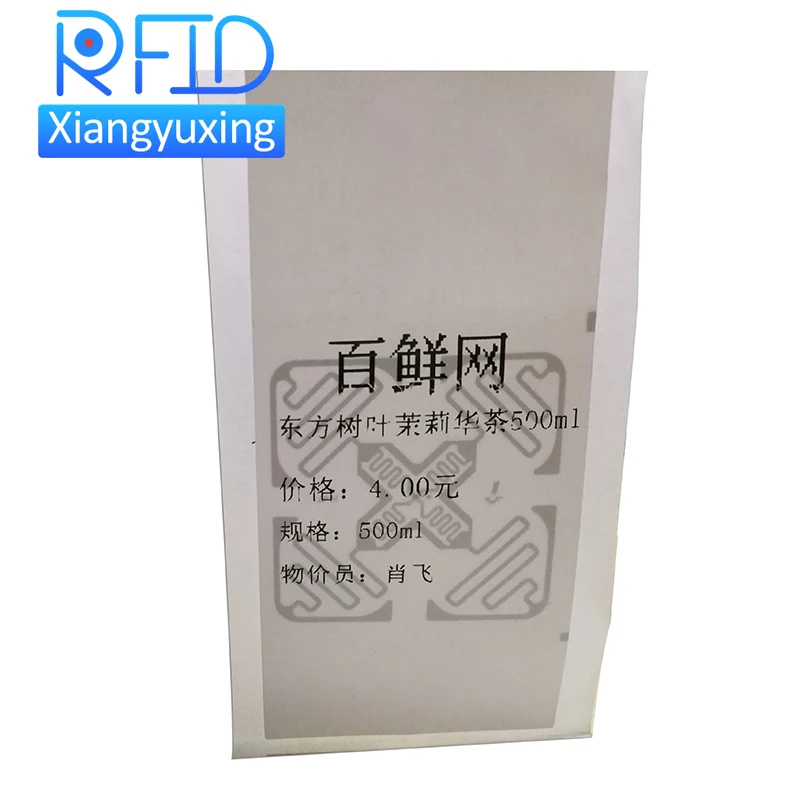 RFID
Xiangyuxing
百鲜网
东方树叶茉莉华茶500ml
价格：4.00元
规格：500ml
物价员：肖飞